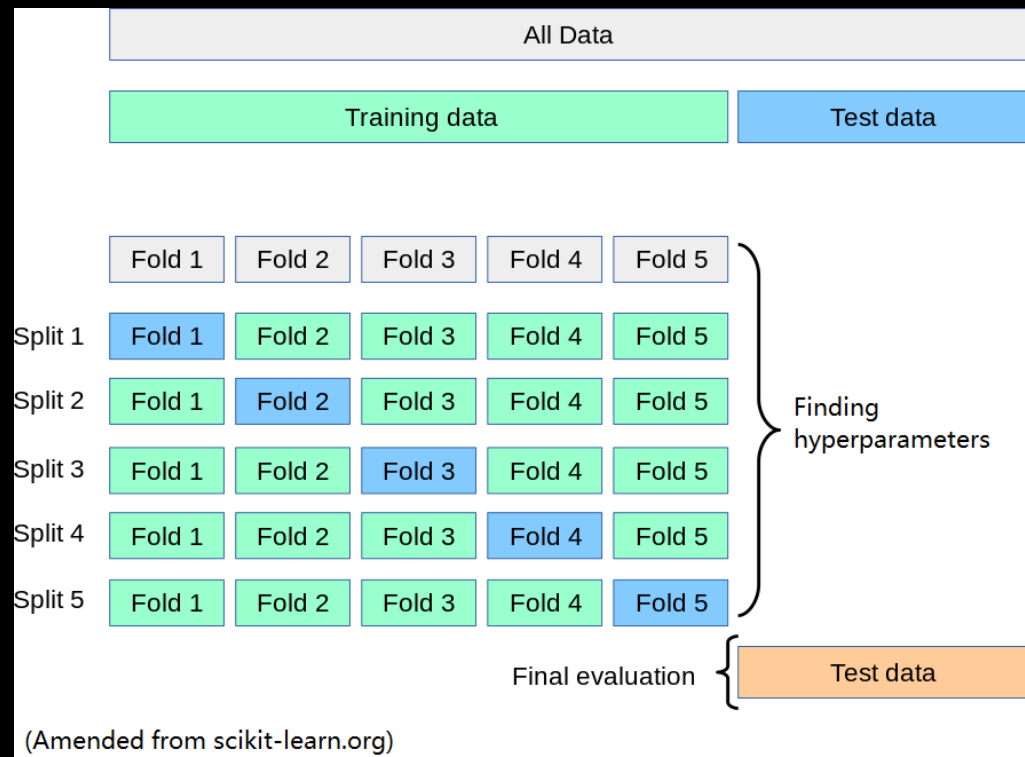 All Data
Training data Test data
Fold 1 Fold 2 Fold 3 Fold 4 Fold 5
Split 1 Fold 1 Fold 2 Fold 3 Fold 4 Fold 5
Split 2 Fold 1 Fold 2 Fold 3 Fold 4 Fold 5
Split 3 Fold 1 Fold 2 Fold 3 Fold 4 Fold 5
Split 4 Fold 1 Fold 2 Fold 3 Fold 4 Fold 5
Split 5 Fold 1 Fold 2 Fold 3 Fold 4 Fold 5
Finding
hyperparameters
Final evaluation Test data
(Amended from scikit-learn.org)